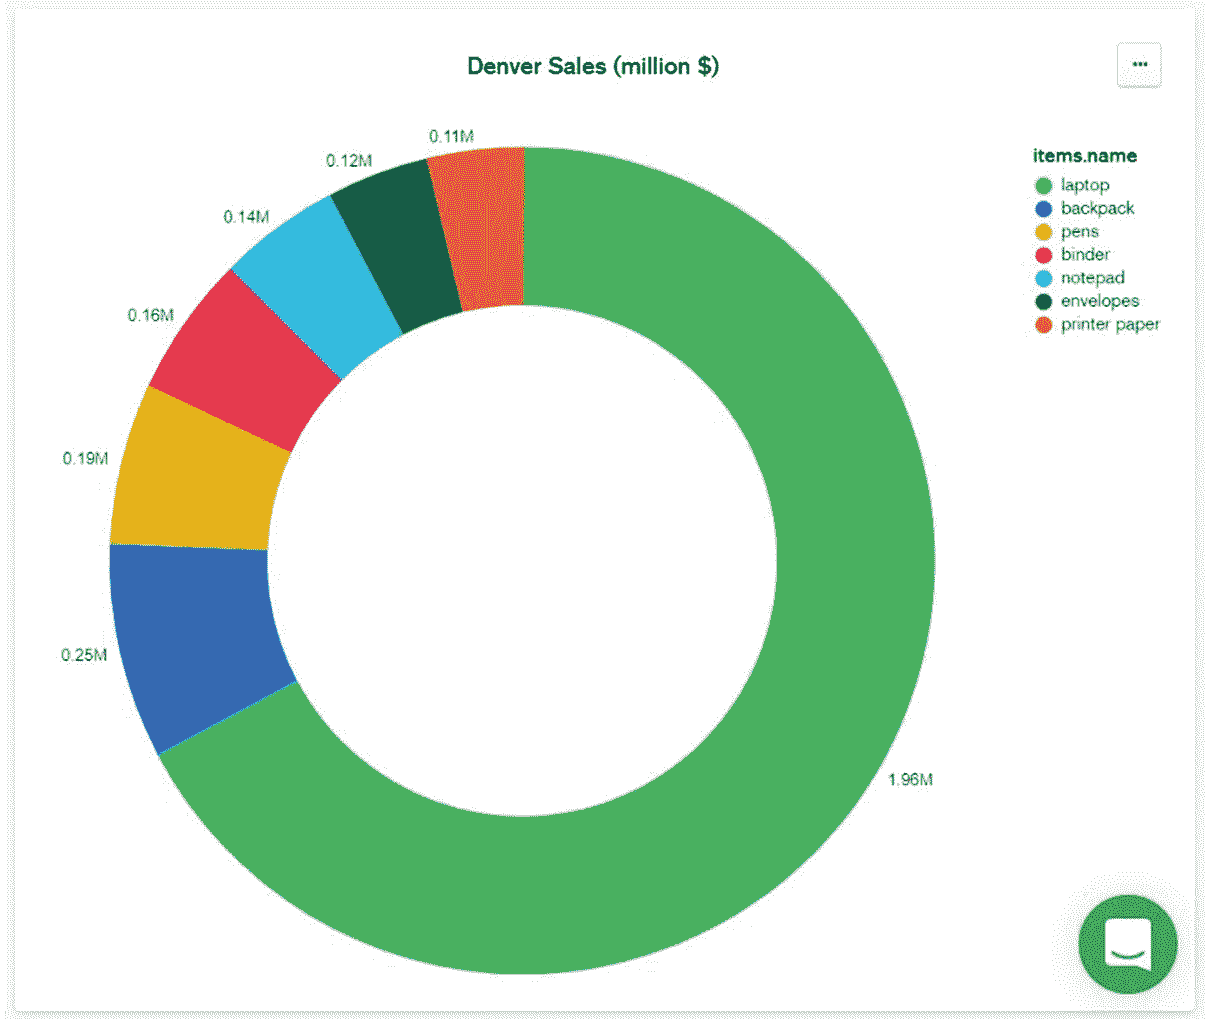 Denver Sales (million $)
...
0.11M
0.12M
0.14M
0.16M
0.19M
0.25M
1.96M
items.name
laptop
backpack
pens
binder
notepad
envelopes
printer paper